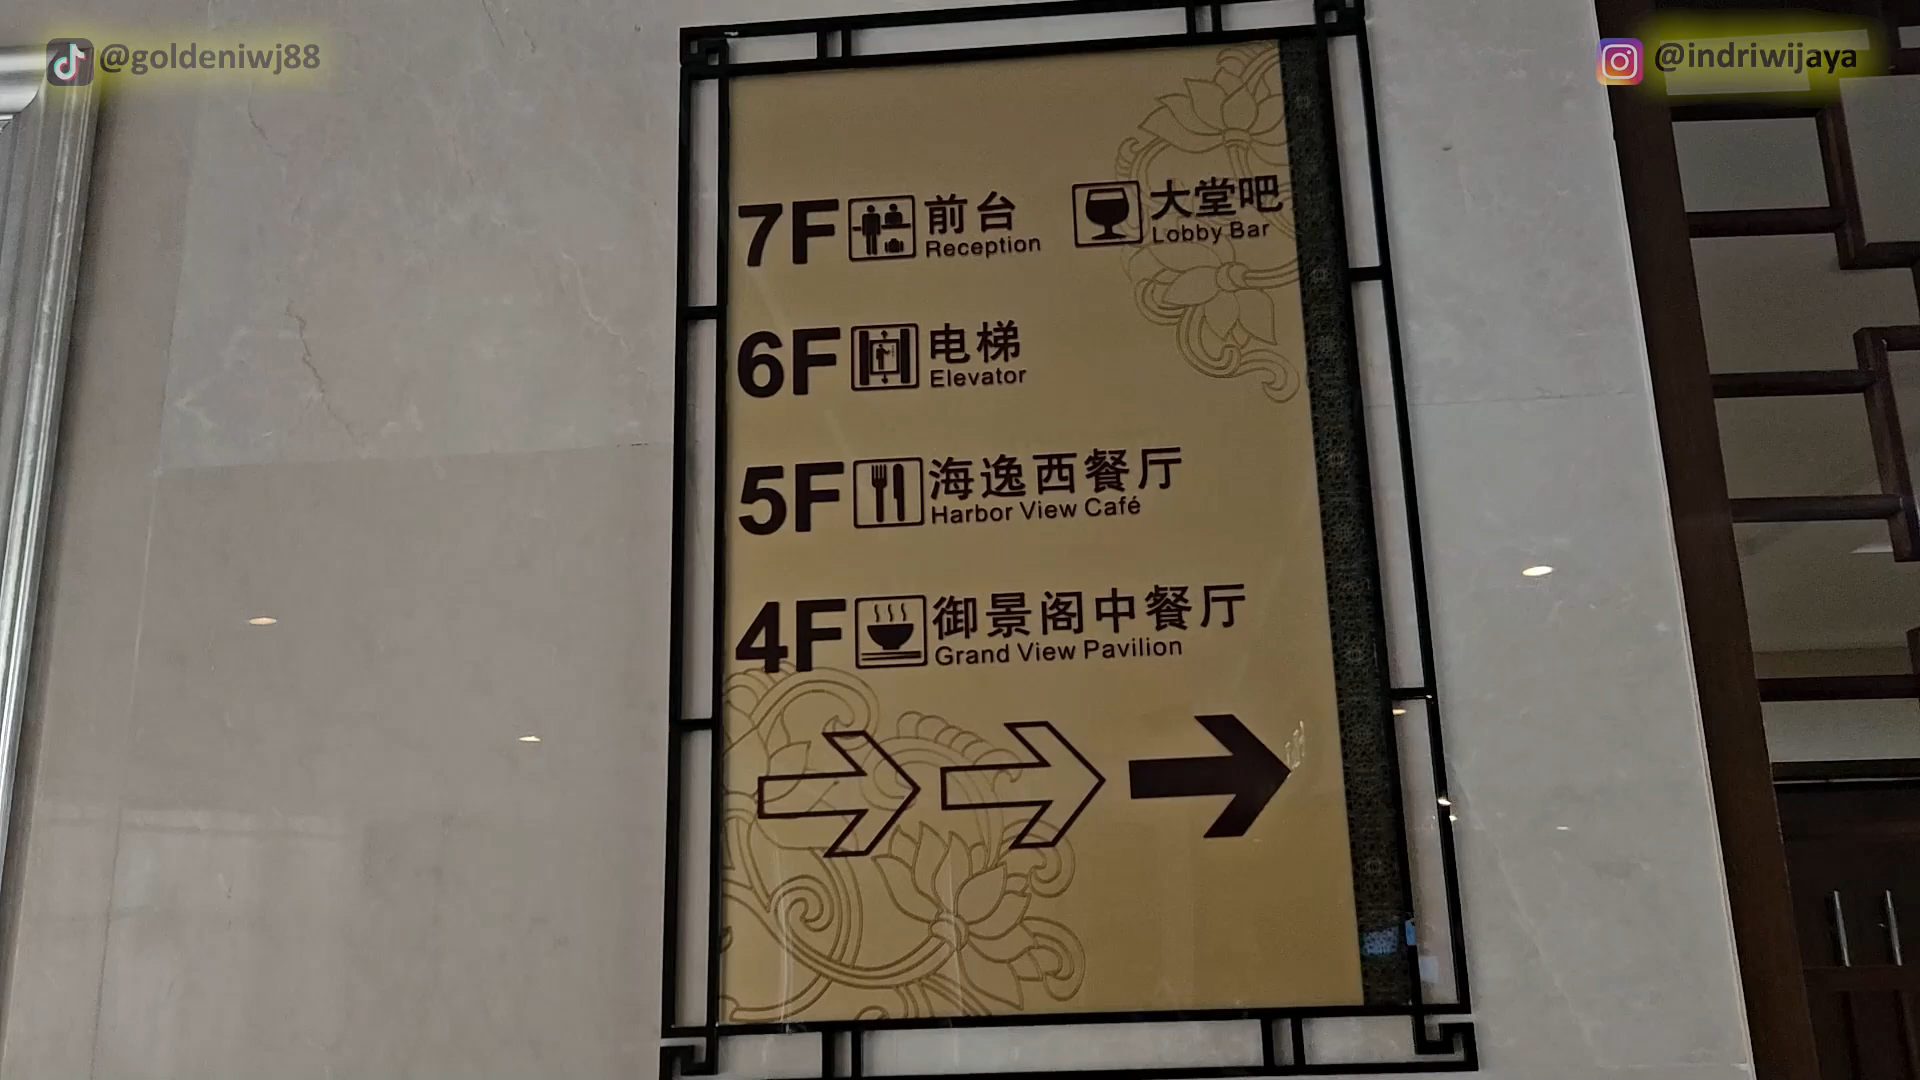 @goldeniwj88
@indriwijaya
7F 前台 大堂吧
Reception Lobby Bar
6F 电梯
Elevator
5F 海逸西餐厅
Harbor View Café
4F 御景阁中餐厅
Grand View Pavilion